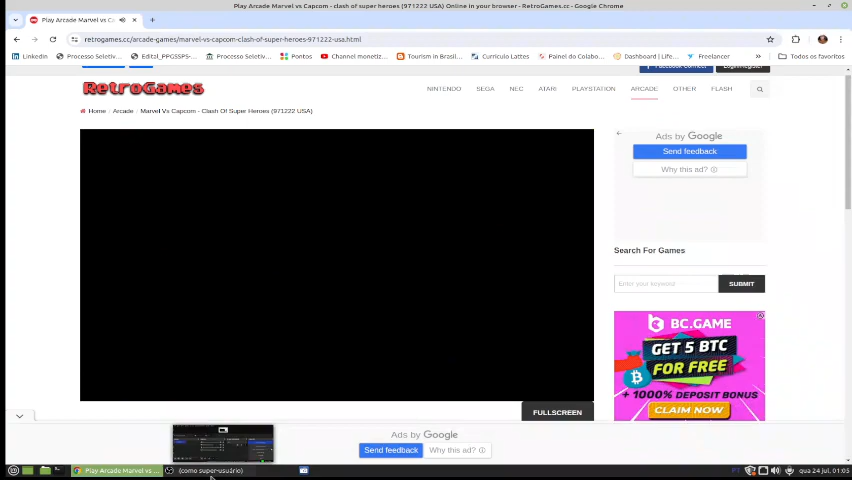 Play Arcade Marvel vs Capcom - clash of super heroes (971222 USA) Online in your browser - RetroGames.cc - Google Chrome
Play Arcade Marvel vs Ca
retrogames.cc/arcade-games/marvel-vs-capcom-clash-of-super-heroes-971222-usa.html
Linkedin
Processo Seletiv...
Edital_PPGSSPS-...
Processo Seletiv...
Pontos
Channel monetiz...
Tourism in Brasil...
Currículo Lattes
Painel do Colabo...
Dashboard | Life...
Freelancer
Todos os favoritos
RetroGames
NINTENDO
SEGA
NEC
ATARI
PLAYSTATION
ARCADE
OTHER
FLASH
Home
Arcade
Marvel Vs Capcom - Clash Of Super Heroes (971222 USA)
Ads by Google
Send feedback
Why this ad?
Search For Games
Enter your keyword
SUBMIT
BC.GAME
GET 5 BTC
FOR FREE
+ 1000% DEPOSIT BONUS
CLAIM NOW
FULLSCREEN
Ads by Google
Send feedback
Why this ad?
Play Arcade Marvel vs ...
(como super-usuário)
PT
qua 24 jul, 01:05